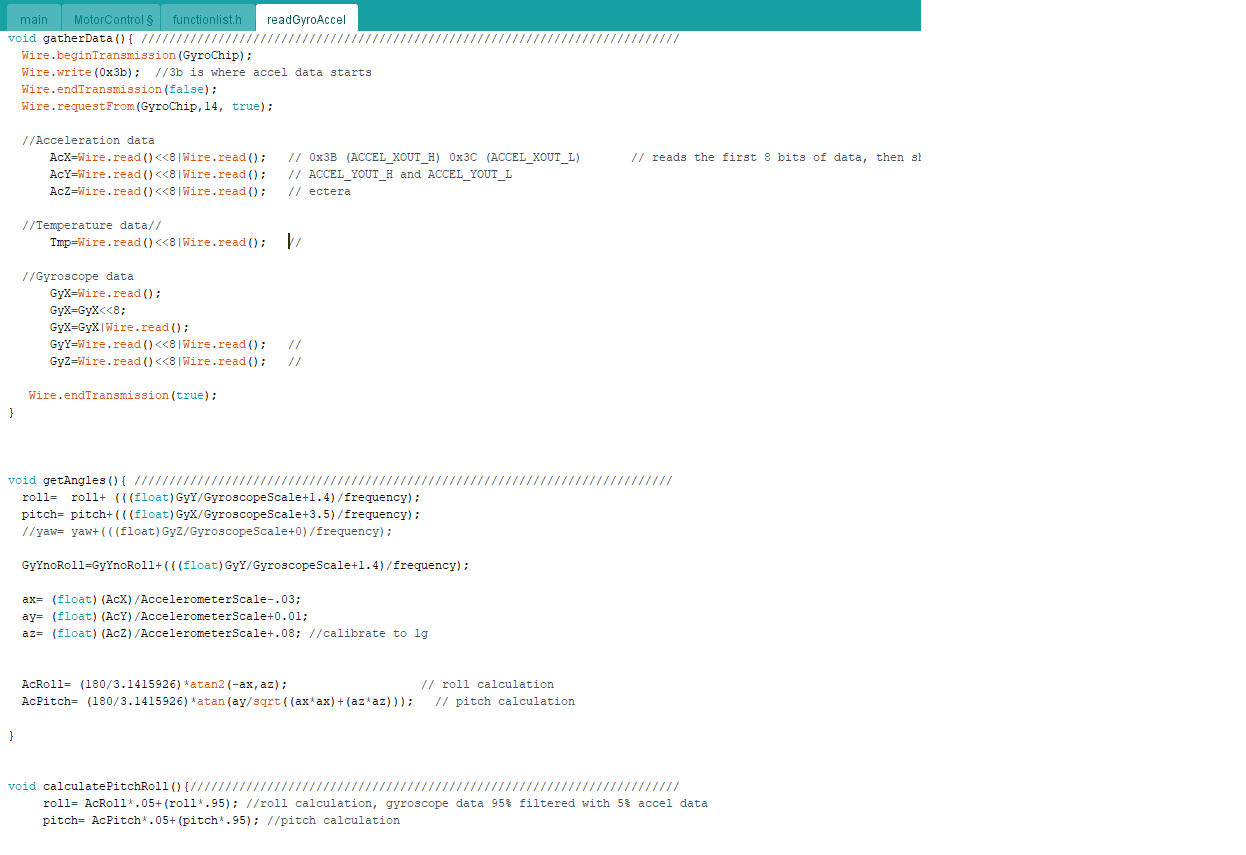 main MotorControl § functionlist.h readGyroAccel
void gatherData(){ /////////////////////////////////////////////////////////////////////////////
Wire.beginTransmission(GyroChip);
Wire.write(0x3b);  //3b is where accel data starts
Wire.endTransmission(false);
Wire.requestFrom(GyroChip,14, true);
//Acceleration data
AcX=Wire.read()<<8|Wire.read();   // 0x3B (ACCEL_XOUT_H) 0x3C (ACCEL_XOUT_L)       // reads the first 8 bits of data, then
AcY=Wire.read()<<8|Wire.read();   // ACCEL_YOUT_H and ACCEL_YOUT_L
AcZ=Wire.read()<<8|Wire.read();   // ectera
//Temperature data//
Tmp=Wire.read()<<8|Wire.read();   //
//Gyroscope data
GyX=Wire.read();
GyX=GyX<<8;
GyX=GyX|Wire.read();
GyY=Wire.read()<<8|Wire.read();   //
GyZ=Wire.read()<<8|Wire.read();   //
Wire.endTransmission(true);
}
void getAngles(){ /////////////////////////////////////////////////////////////////////////////
roll=  roll+ (((float)GyY/GyroscopeScale+1.4)/frequency);
pitch= pitch+(((float)GyX/GyroscopeScale+3.5)/frequency);
//yaw= yaw+(((float)GyZ/GyroscopeScale+0)/frequency);
GyYnoRoll=GyYnoRoll+(((float)GyY/GyroscopeScale+1.4)/frequency);
ax= (float)(AcX)/AccelerometerScale-.03;
ay= (float)(AcY)/AccelerometerScale+0.01;
az= (float)(AcZ)/AccelerometerScale+.08; //calibrate to 1g
AcRoll= (180/3.1415926)*atan2(-ax,az);                   // roll calculation
AcPitch= (180/3.1415926)*atan(ay/sqrt((ax*ax)+(az*az)));   // pitch calculation
}
void calculatePitchRoll(){//////////////////////////////////////////////////////////////////////
roll= AcRoll*.05+(roll*.95); //roll calculation, gyroscope data 95% filtered with 5% accel data
pitch= AcPitch*.05+(pitch*.95); //pitch calculation